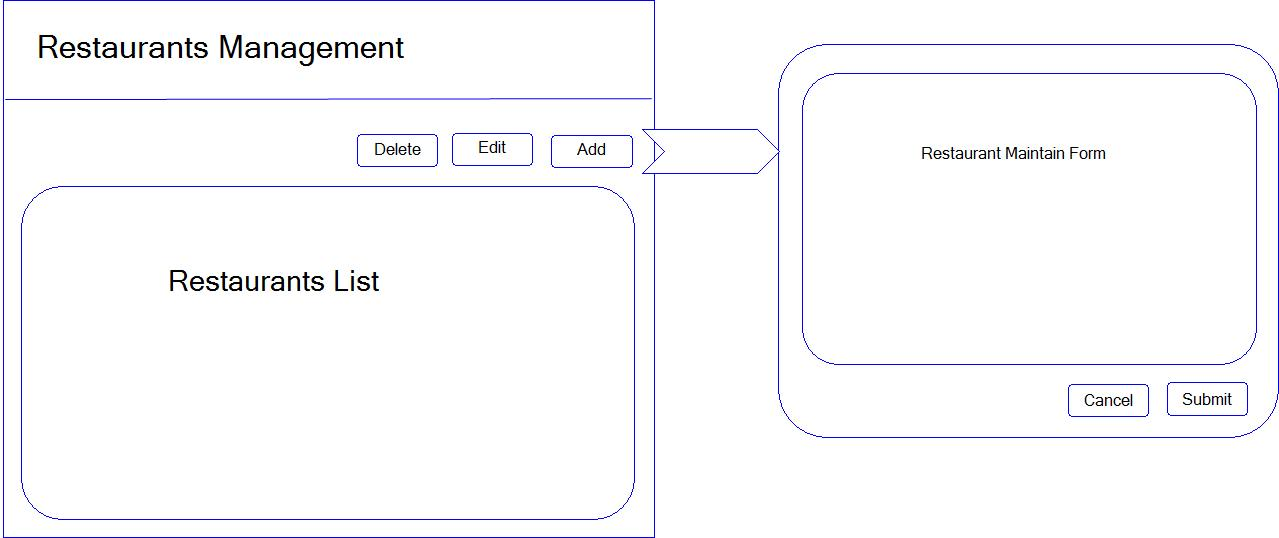 Restaurants Management
Delete
Edit
Add
Restaurants List
Restaurant Maintain Form
Cancel
Submit